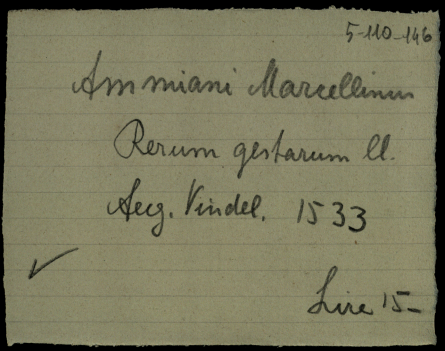 5-110-146
Ammiani Marcellinus
Rerum gestarum ll.
Aug. Vindel. 1533
Lire 15-